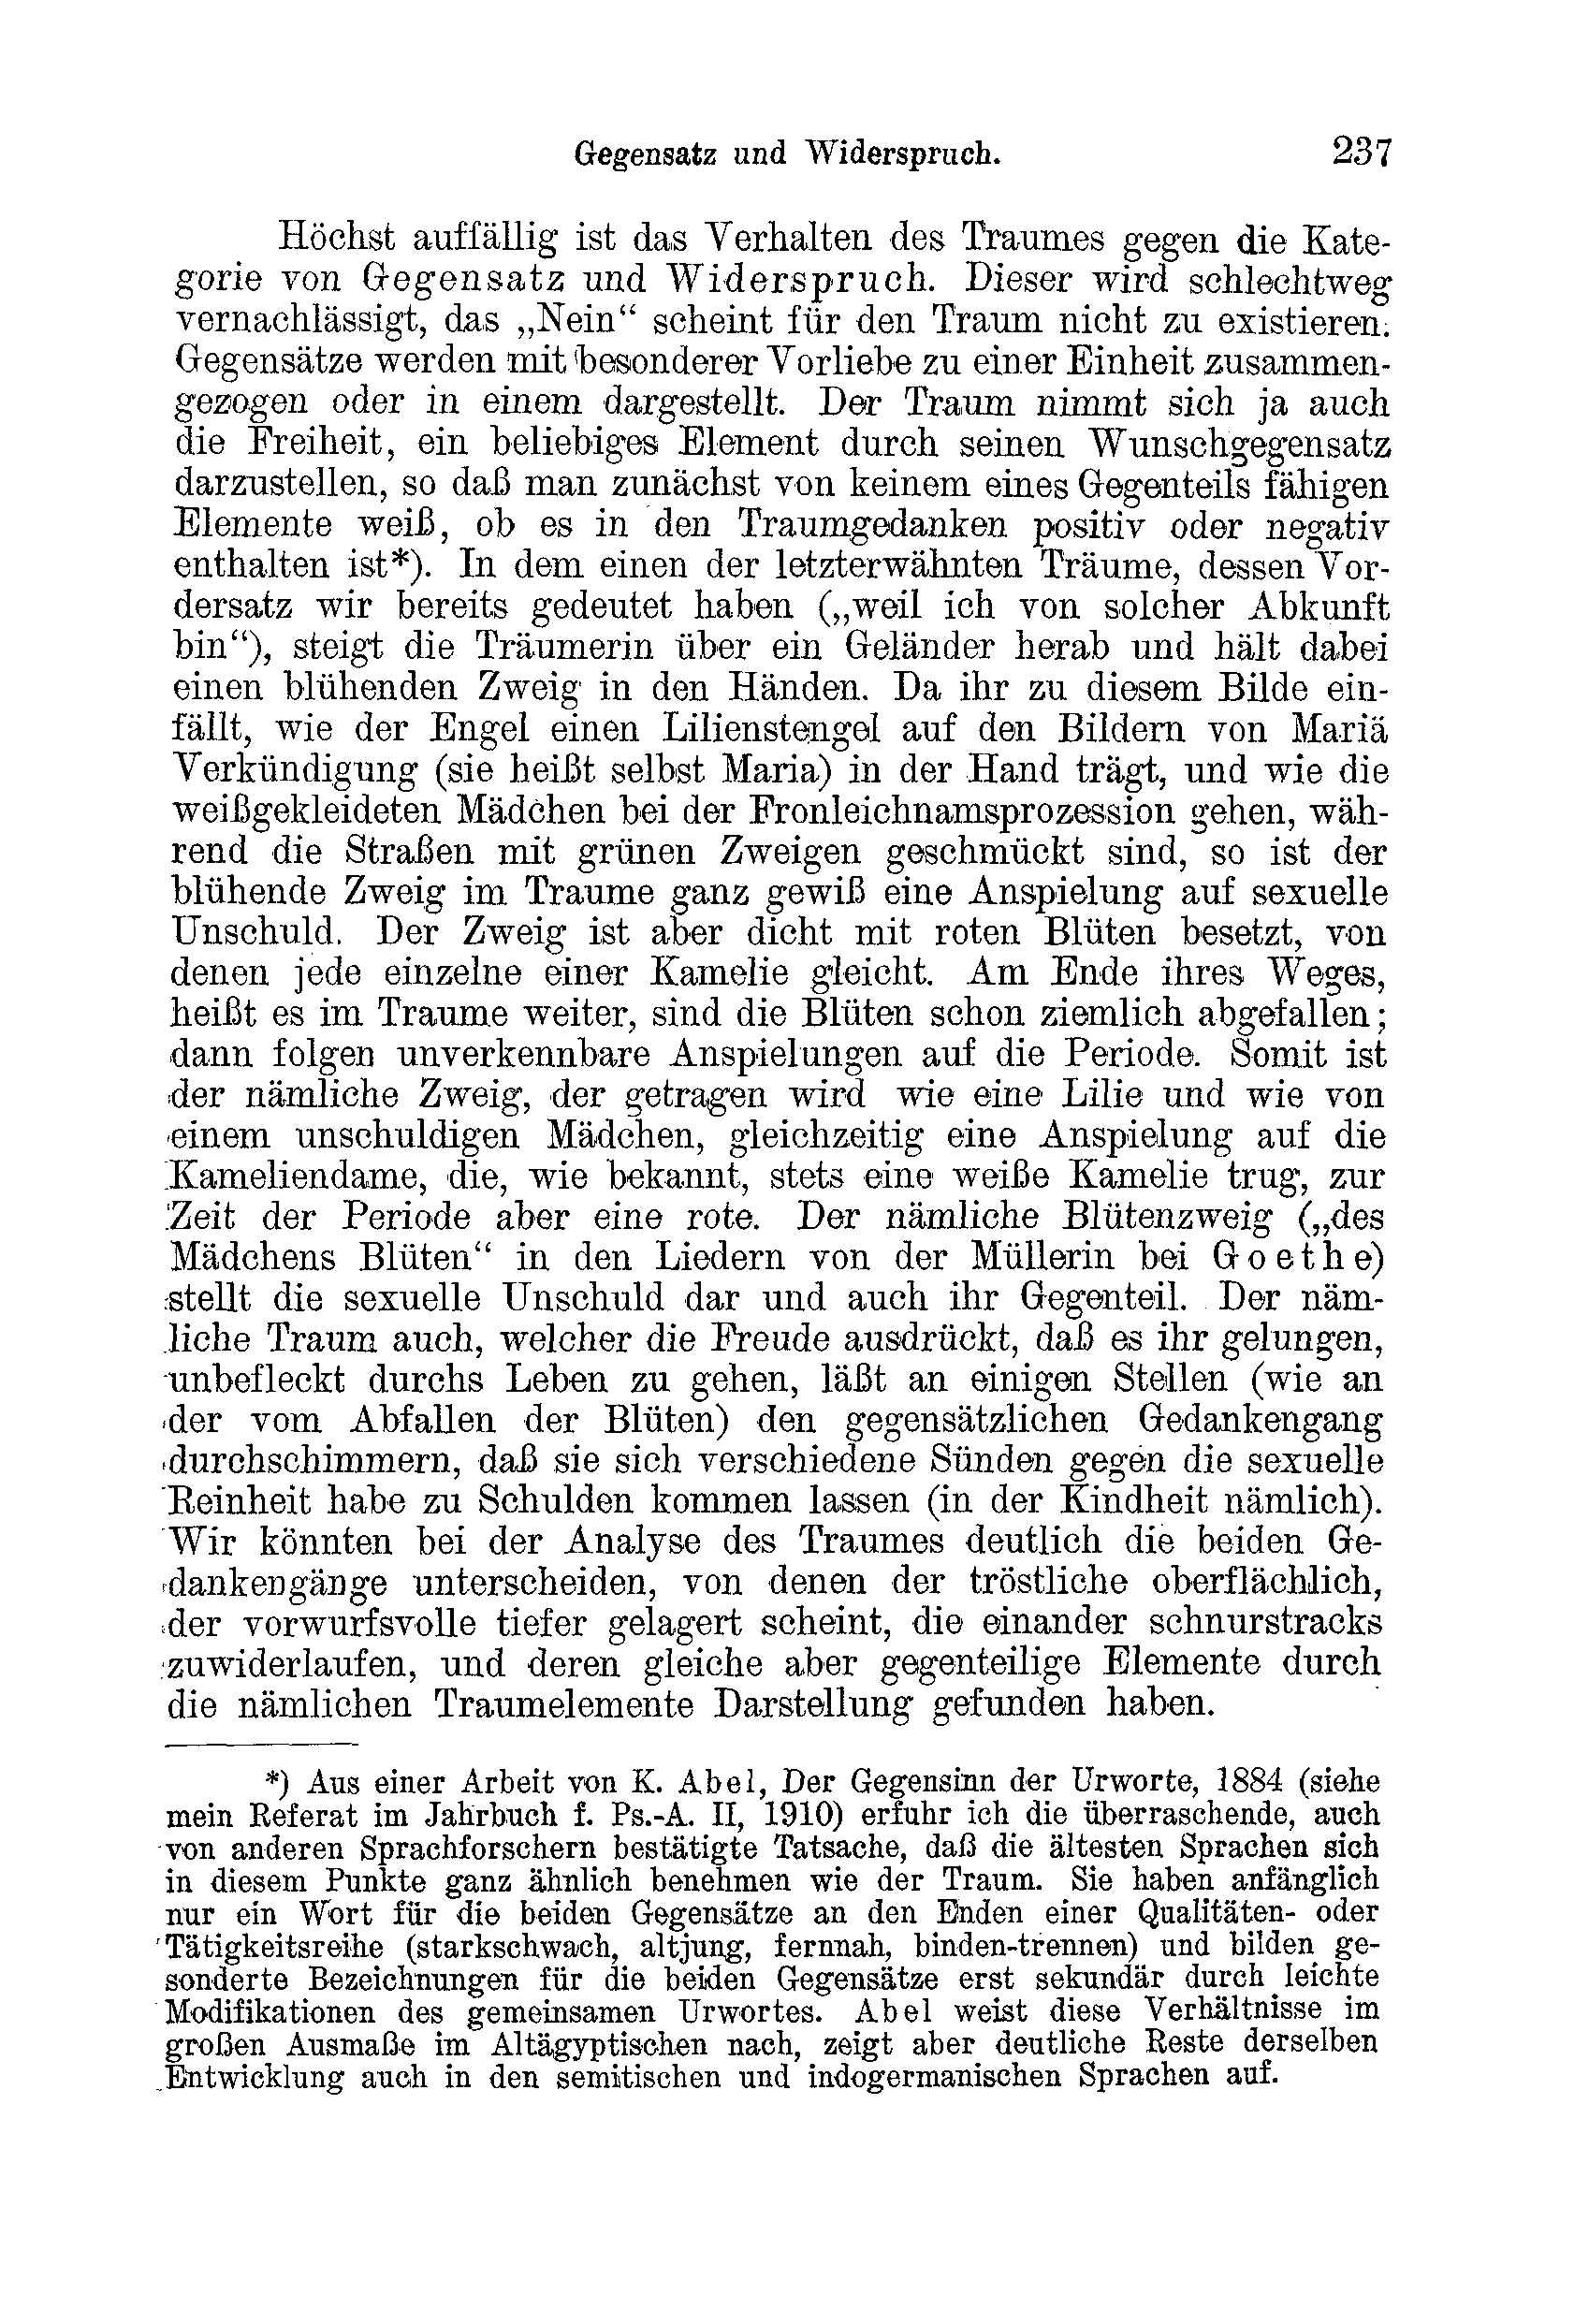 Gegensatz und Widerspruch. 237
Höchst auffällig ist das Verhalten des Traumes gegen die Kate-
gorie von Gegensatz und Widerspruch. Dieser wird schlechtweg
vernachlässigt, das „Nein“ scheint für den Traum nicht zu existieren.
Gegensätze werden mit besonderer Vorliebe zu einer Einheit zusammen-
gezogen oder in einem dargestellt. Der Traum nimmt sich ja auch
die Freiheit, ein beliebiges Element durch seinen Wunschgegensatz
darzustellen, so daß man zunächst von keinem eines Gegenteils fähigen
Elemente weiß, ob es in den Traumgedanken positiv oder negativ
enthalten ist*). In dem einen der letzterwähnten Träume, dessen Vor-
dersatz wir bereits gedeutet haben („weil ich von solcher Abkunft
bin“), steigt die Träumerin über ein Geländer herab und hält dabei
einen blühenden Zweig in den Händen. Da ihr zu diesem Bilde ein-
fällt, wie der Engel einen Lilienstengel auf den Bildern von Mariä
Verkündigung (sie heißt selbst Maria) in der Hand trägt, und wie die
weißgekleideten Mädchen bei der Fronleichnamsprozession gehen, wäh-
rend die Straßen mit grünen Zweigen geschmückt sind, so ist der
blühende Zweig im Traume ganz gewiß eine Anspielung auf sexuelle
Unschuld. Der Zweig ist aber dicht mit roten Blüten besetzt, von
denen jede einzelne einer Kamelie gleicht. Am Ende ihres Weges,
heißt es im Traume weiter, sind die Blüten schon ziemlich abgefallen;
dann folgen unverkennbare Anspielungen auf die Periode. Somit ist
der nämliche Zweig, der getragen wird wie eine Lilie und wie von
einem unschuldigen Mädchen, gleichzeitig eine Anspielung auf die
Kameliendame, die, wie bekannt, stets eine weiße Kamelie trug, zur
Zeit der Periode aber eine rote. Der nämliche Blütenzweig („des
Mädchens Blüten“ in den Liedern von der Müllerin bei Goethe)
stellt die sexuelle Unschuld dar und auch ihr Gegenteil. Der näm-
liche Traum auch, welcher die Freude ausdrückt, daß es ihr gelungen,
unbefleckt durchs Leben zu gehen, läßt an einigen Stellen (wie an
der vom Abfallen der Blüten) den gegensätzlichen Gedankengang
durchschimmern, daß sie sich verschiedene Sünden gegen die sexuelle
Reinheit habe zu Schulden kommen lassen (in der Kindheit nämlich).
Wir könnten bei der Analyse des Traumes deutlich die beiden Ge-
dankengänge unterscheiden, von denen der tröstliche oberflächlich,
der vorwurfsvolle tiefer gelagert scheint, die einander schnurstracks
zuwiderlaufen, und deren gleiche aber gegenteilige Elemente durch
die nämlichen Traumelemente Darstellung gefunden haben.
*) Aus einer Arbeit von K. Abel, Der Gegensinn der Urworte, 1884 (siehe
mein Referat im Jahrbuch f. Ps.-A. II, 1910) erfuhr ich die überraschende, auch
von anderen Sprachforschern bestätigte Tatsache, daß die ältesten Sprachen sich
in diesem Punkte ganz ähnlich benehmen wie der Traum. Sie haben anfänglich
nur ein Wort für die beiden Gegensätze an den Enden einer Qualitäten- oder
Tätigkeitsreihe (starkschwach, altjung, fernnah, binden-trennen) und bilden ge-
sonderte Bezeichnungen für die beiden Gegensätze erst sekundär durch leichte
Modifikationen des gemeinsamen Urwortes. Abel weist diese Verhältnisse im
großen Ausmaße im Altägyptischen nach, zeigt aber deutliche Reste derselben
Entwicklung auch in den semitischen und indogermanischen Sprachen auf.